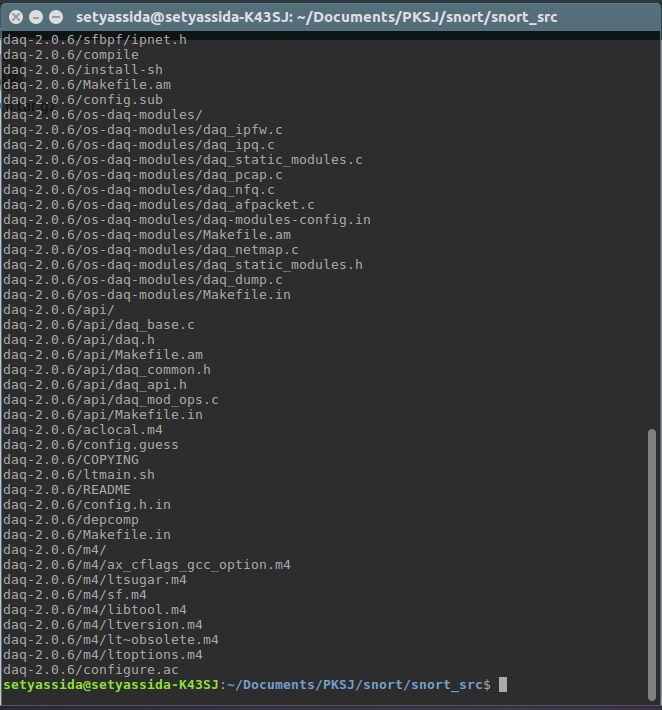 setyassida@setyassida-K43SJ: ~/Documents/PKSJ/snort/snort_src
daq-2.0.6/sfbpf/ipnet.h
daq-2.0.6/compile
daq-2.0.6/install-sh
daq-2.0.6/Makefile.am
daq-2.0.6/config.sub
daq-2.0.6/os-daq-modules/
daq-2.0.6/os-daq-modules/daq_ipfw.c
daq-2.0.6/os-daq-modules/daq_ipq.c
daq-2.0.6/os-daq-modules/daq_static_modules.c
daq-2.0.6/os-daq-modules/daq_pcap.c
daq-2.0.6/os-daq-modules/daq_nfq.c
daq-2.0.6/os-daq-modules/daq_afpacket.c
daq-2.0.6/os-daq-modules/daq-modules-config.in
daq-2.0.6/os-daq-modules/Makefile.am
daq-2.0.6/os-daq-modules/daq_netmap.c
daq-2.0.6/os-daq-modules/daq_static_modules.h
daq-2.0.6/os-daq-modules/daq_dump.c
daq-2.0.6/os-daq-modules/Makefile.in
daq-2.0.6/api/
daq-2.0.6/api/daq_base.c
daq-2.0.6/api/daq.h
daq-2.0.6/api/Makefile.am
daq-2.0.6/api/daq_common.h
daq-2.0.6/api/daq_api.h
daq-2.0.6/api/daq_mod_ops.c
daq-2.0.6/api/Makefile.in
daq-2.0.6/aclocal.m4
daq-2.0.6/config.guess
daq-2.0.6/COPYING
daq-2.0.6/ltmain.sh
daq-2.0.6/README
daq-2.0.6/config.h.in
daq-2.0.6/depcomp
daq-2.0.6/Makefile.in
daq-2.0.6/m4/
daq-2.0.6/m4/ax_cflags_gcc_option.m4
daq-2.0.6/m4/ltsugar.m4
daq-2.0.6/m4/sf.m4
daq-2.0.6/m4/libtool.m4
daq-2.0.6/m4/ltversion.m4
daq-2.0.6/m4/lt~obsolete.m4
daq-2.0.6/m4/ltoptions.m4
daq-2.0.6/configure.ac
setyassida@setyassida-K43SJ:~/Documents/PKSJ/snort/snort_src$